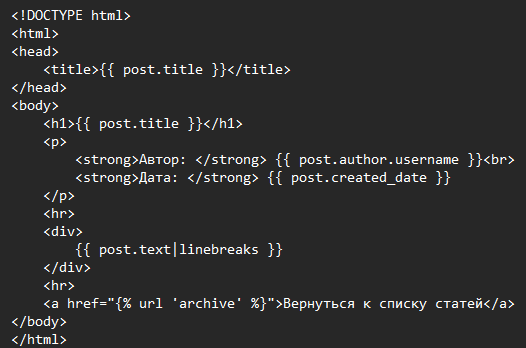 <!DOCTYPE html>
<html>
<head>
    <title>{{ post.title }}</title>
</head>
<body>
    <h1>{{ post.title }}</h1>
    <p>
        <strong>Автор: </strong> {{ post.author.username }}<br>
        <strong>Дата: </strong> {{ post.created_date }}
    </p>
    <hr>
    <div>
        {{ post.text|linebreaks }}
    </div>
    <hr>
    <a href="{% url 'archive' %}">Вернуться к списку статей</a>
</body>
</html>